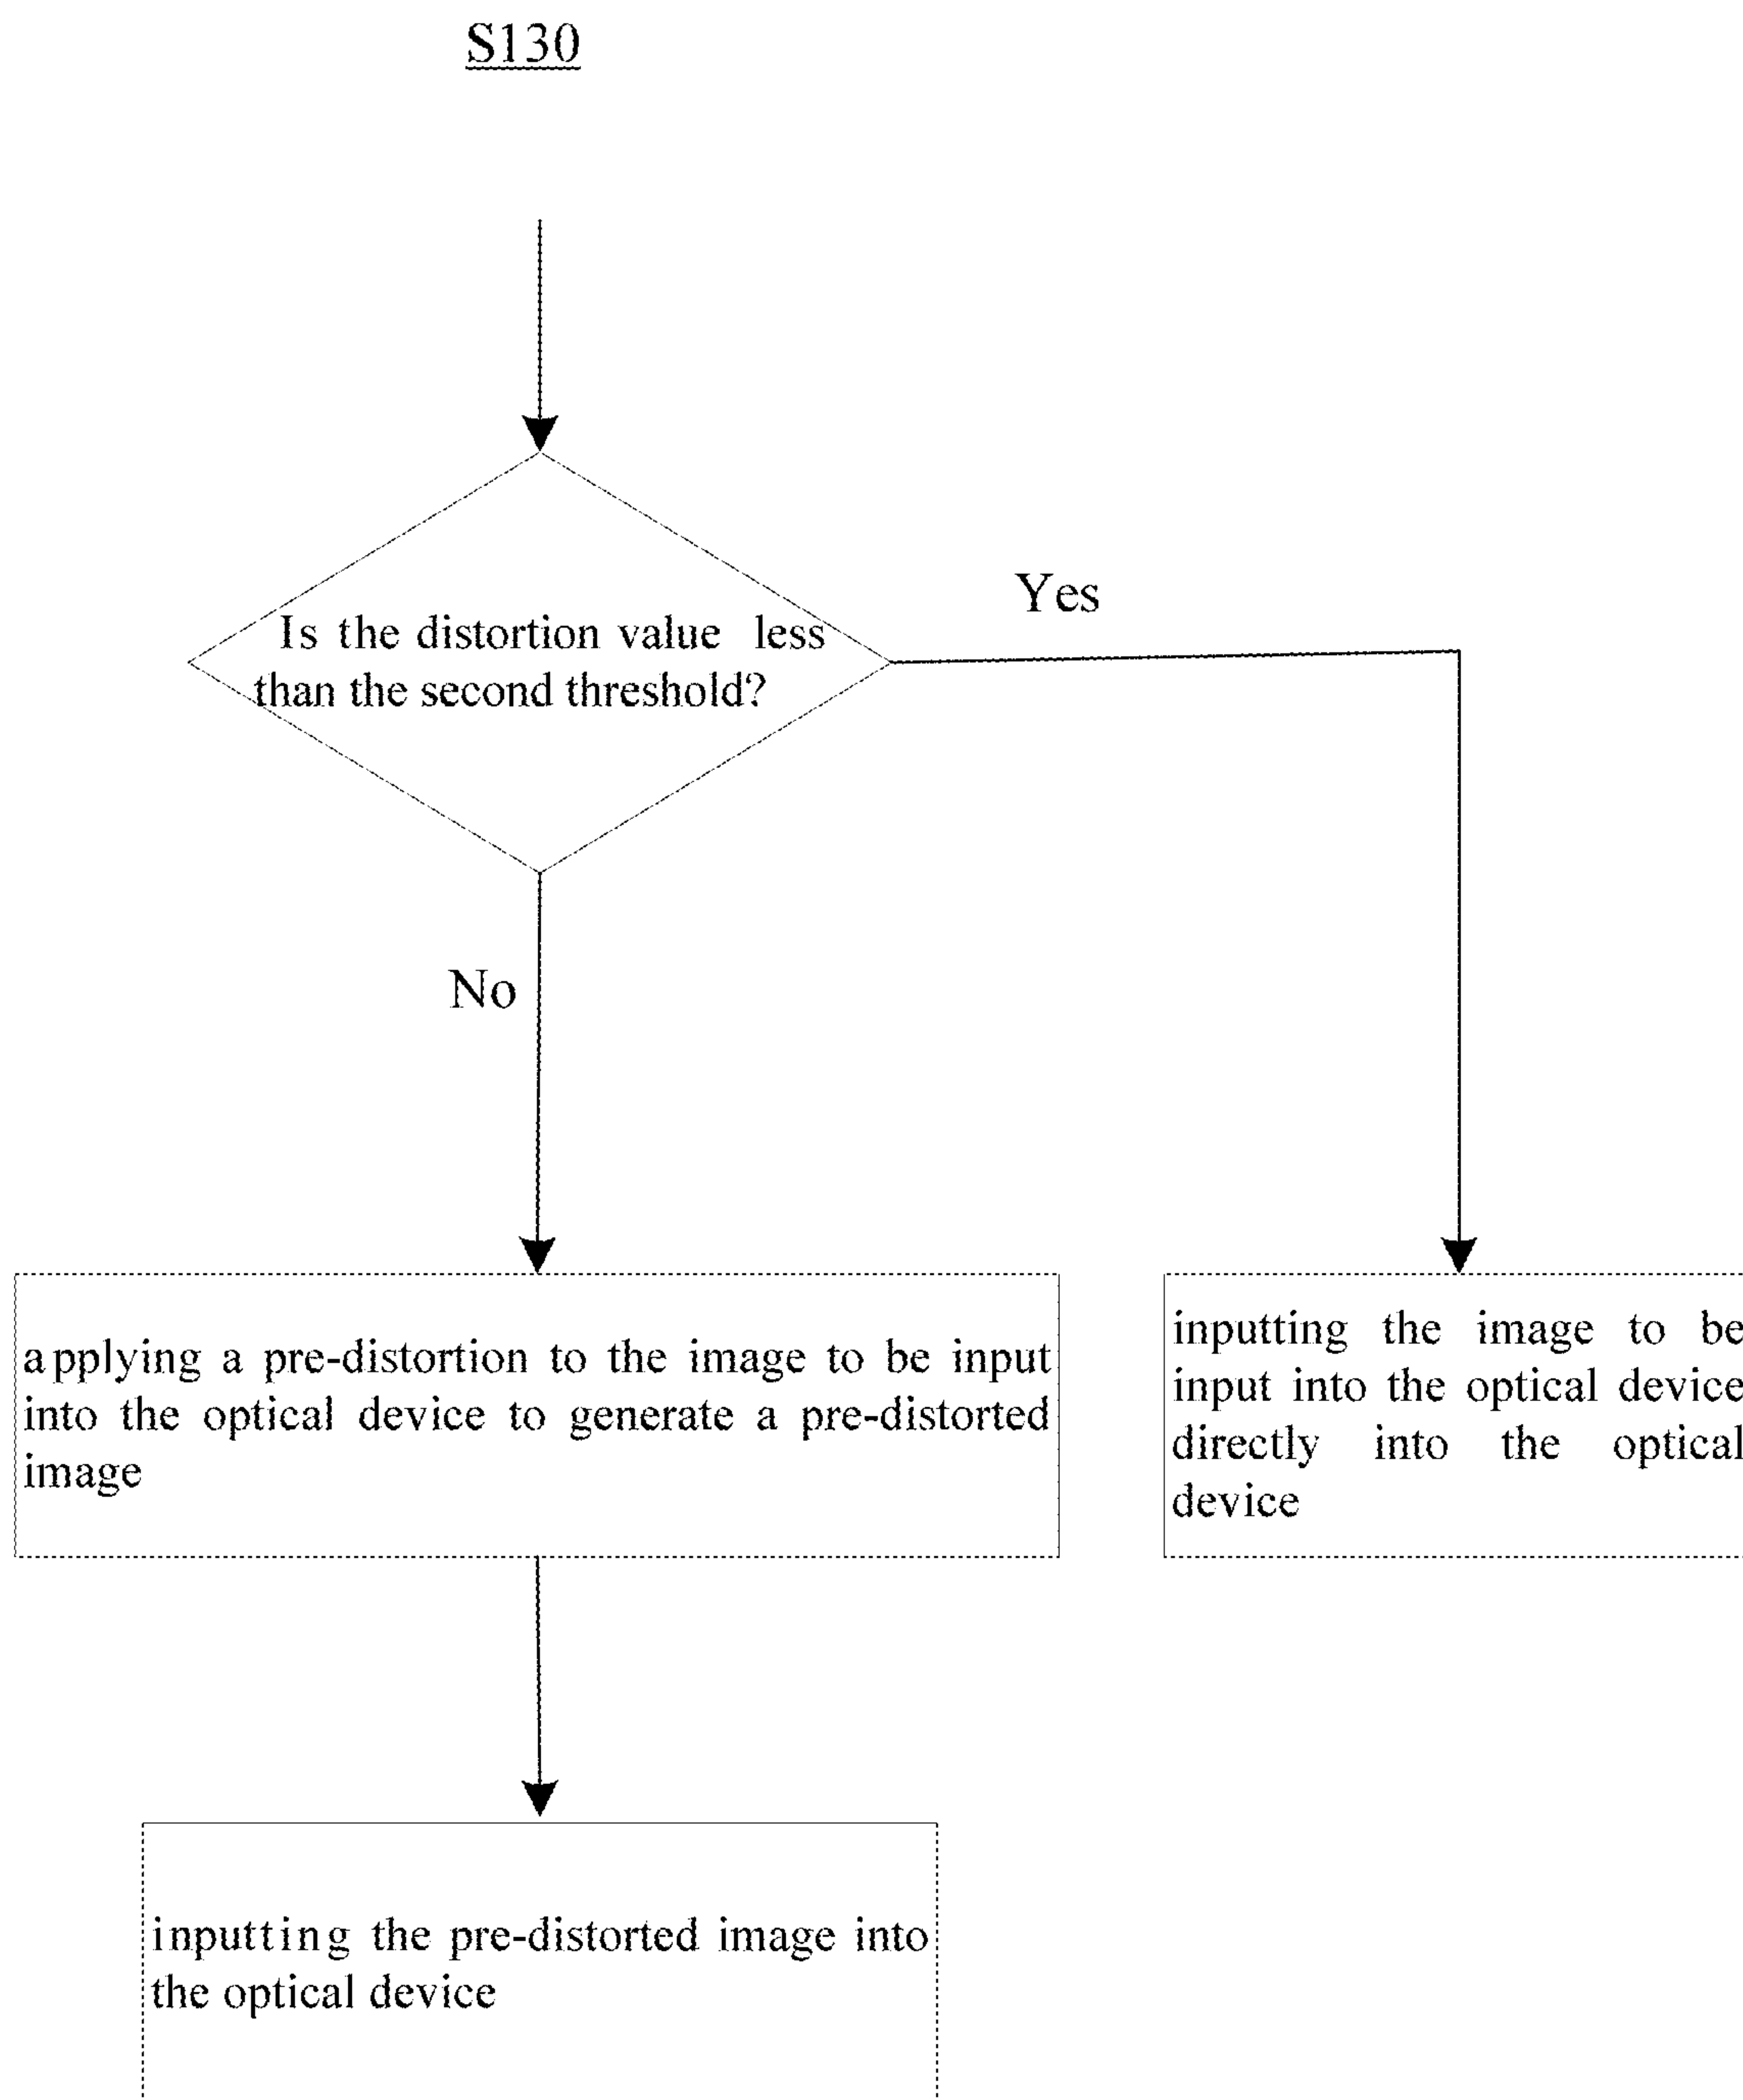 S130
Is the distortion value less
than the second threshold?
Yes
No
applying a pre-distortion to the image to be input
into the optical device to generate a pre-distorted
image
inputting the image to be
input into the optical device
directly into the optical
device
inputting the pre-distorted image into
the optical device